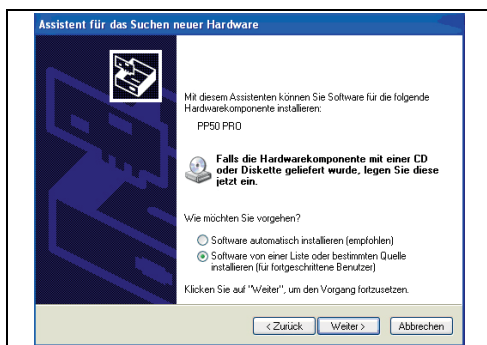 Assistent für das Suchen neuer Hardware
Mit diesem Assistenten können Sie Software für die folgende
Hardwarekomponente installieren:
PP50 PRO
Falls die Hardwarekomponente mit einer CD
oder Diskette geliefert wurde, legen Sie diese
jetzt ein.
Wie möchten Sie vorgehen?
Software automatisch installieren (empfohlen)
Software von einer Liste oder bestimmten Quelle
installieren (für fortgeschrittene Benutzer)
Klicken Sie auf "Weiter", um den Vorgang fortzusetzen.
< Zurück
Weiter >
Abbrechen